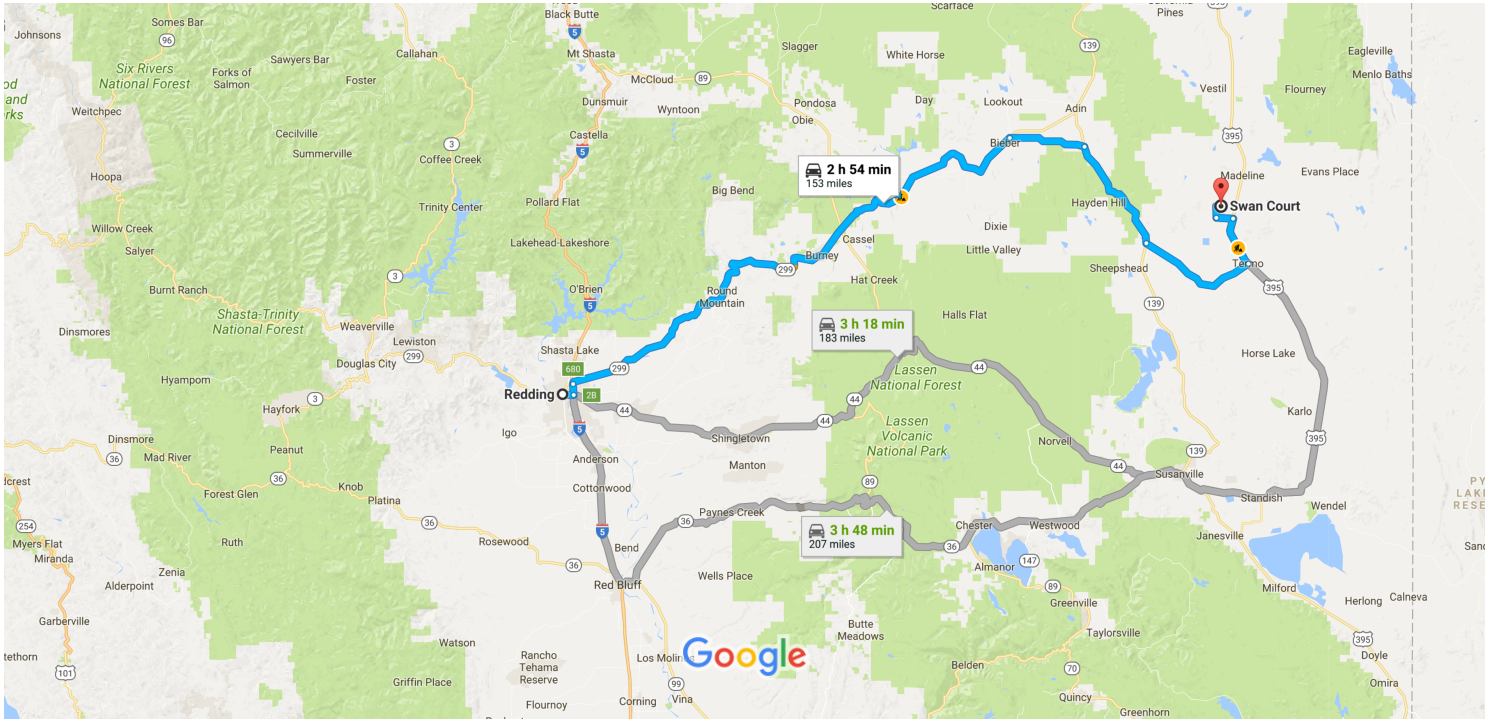 Black Butte
Scarface
Pines
395
Somes Bar
Johnsons
96
5
139
Slagger
Eagleville
Callahan
Mt Shasta
White Horse
Sawyers Bar
Menlo Baths
Six Rivers
National Forest
Forks of
Salmon
Foster
McCloud
89
Vestil
Flourney
Dunsmuir
Wyntoon
Pondosa
Day
Lookout
Adin
Weitchpec
Obie
Cecilville
Castella
395
3
5
Bieber
Summerville
Coffee Creek
2 h 54 min
153 miles
Madeline
Evans Place
Hoopa
Big Bend
Trinity Center
Pollard Flat
Hayden Hill
Swan Court
Willow Creek
Dixie
Salyer
Lakehead-Lakeshore
Cassel
Little Valley
Burney
Termo
299
Sheepshead
3
Hat Creek
Burnt Ranch
O'Brien
Round
Mountain
395
5
139
Shasta-Trinity
National Forest
Halls Flat
Dinsmores
Weaverville
3 h 18 min
183 miles
Lewiston
299
Shasta Lake
Horse Lake
Douglas City
680
299
44
Hyampom
Lassen
National Forest
Redding
2B
3
44
44
Hayfork
44
Karlo
Lassen
Volcanic
National Park
5
Igo
Shingletown
395
Dinsmore
Norvell
Peanut
139
36
Mad River
Anderson
Manton
44
Susanville
36
Knob
89
Forest Glen
Cottonwood
Platina
Standish
Wendel
Paynes Creek
36
36
254
5
3 h 48 min
207 miles
Chester
Westwood
Janesville
Rosewood
Myers Flat
Ruth
Bend
36
Miranda
36
Almanor
147
Zenia
Wells Place
Red Bluff
Alderpoint
89
Milford
Calneva
Herlong
Greenville
Garberville
Butte
Meadows
Taylorsville
Watson
395
Google
Rancho
Tehama
Reserve
Doyle
Los Molin
Belden
70
101
99
Griffin Place
Omira
Corning
Vina
Quincy
Flournoy
Greenhorn